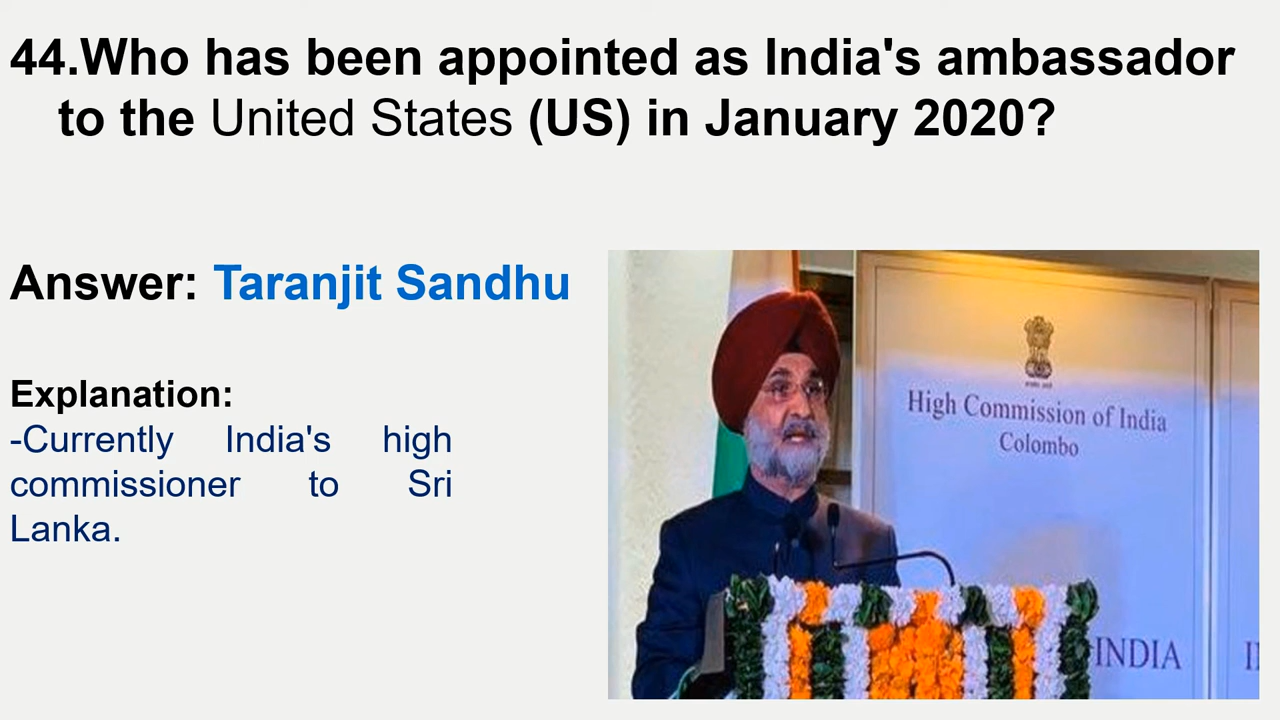 44.Who has been appointed as India's ambassador
to the United States (US) in January 2020?
Answer: Taranjit Sandhu
Explanation:
-Currently India's high
commissioner to Sri
Lanka.
High Commission of India
Colombo
INDIA